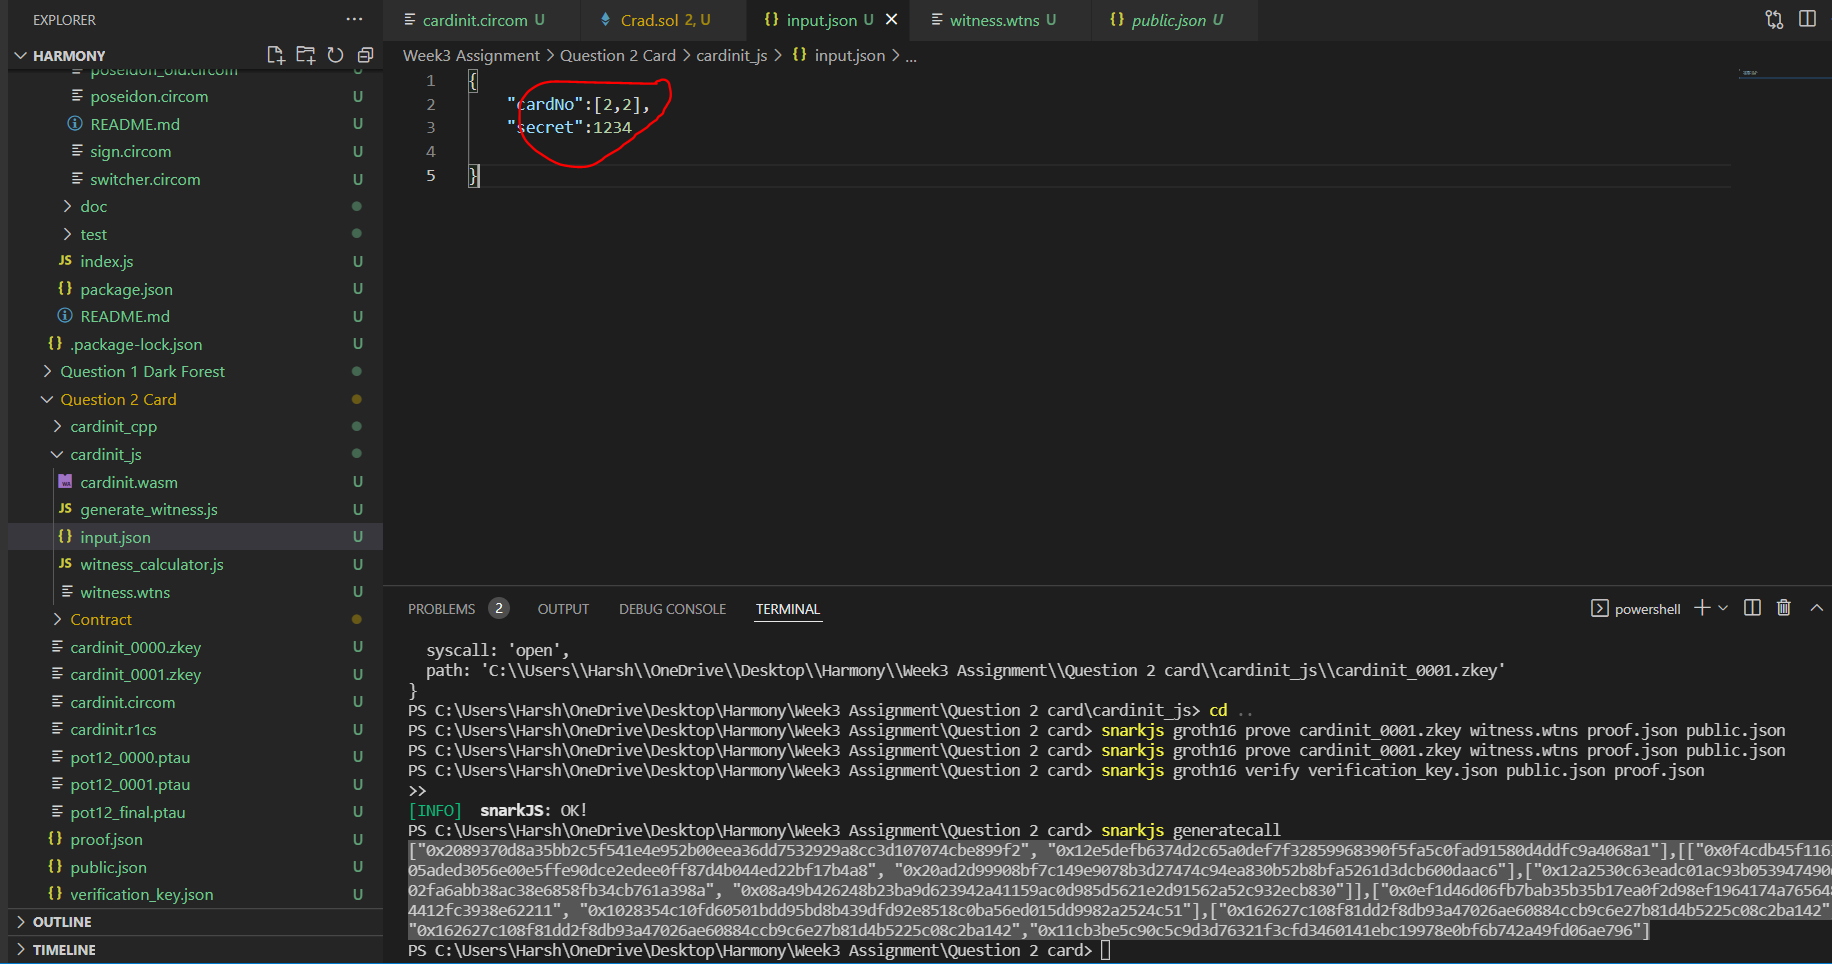 EXPLORER
HARMONY
poseidon_old.circom U
poseidon.circom U
README.md U
sign.circom U
switcher.circom U
doc
test
index.js U
package.json U
README.md U
.package-lock.json U
Question 1 Dark Forest
Question 2 Card
cardinit_cpp
cardinit_js
cardinit.wasm U
generate_witness.js U
input.json U
witness_calculator.js U
witness.wtns U
Contract
cardinit_0000.zkey U
cardinit_0001.zkey U
cardinit.circom U
cardinit.r1cs U
pot12_0000.ptau U
pot12_0001.ptau U
pot12_final.ptau U
proof.json U
public.json U
verification_key.json U
OUTLINE
TIMELINE
cardinit.circom U Crad.sol 2, U input.json U witness.wtns U public.json U
Week3 Assignment > Question 2 Card > cardinit_js > {} input.json > ...
1 {
2 "cardNo":[2,2],
3 "secret":1234
4
5 }
PROBLEMS 2 OUTPUT DEBUG CONSOLE TERMINAL powershell
syscall: 'open',
path: 'C:\\Users\\Harsh\\OneDrive\\Desktop\\Harmony\\Week3 Assignment\\Question 2 card\\cardinit_js\\cardinit_0001.zkey'
}
PS C:\Users\Harsh\OneDrive\Desktop\Harmony\Week3 Assignment\Question 2 card\cardinit_js> cd ..
PS C:\Users\Harsh\OneDrive\Desktop\Harmony\Week3 Assignment\Question 2 card> snarkjs groth16 prove cardinit_0001.zkey witness.wtns proof.json public.json
PS C:\Users\Harsh\OneDrive\Desktop\Harmony\Week3 Assignment\Question 2 card> snarkjs groth16 prove cardinit_0001.zkey witness.wtns proof.json public.json
PS C:\Users\Harsh\OneDrive\Desktop\Harmony\Week3 Assignment\Question 2 card> snarkjs groth16 verify verification_key.json public.json proof.json
>>
[INFO] snarkJS: OK!
PS C:\Users\Harsh\OneDrive\Desktop\Harmony\Week3 Assignment\Question 2 card> snarkjs generatecall
["0x2089370d8a35bb2c5f541e4e952b00eea36dd7532929a8cc3d107074cbe899f2", "0x12e5defb6374d2c65a0def7f32859968390f5fa5c0fad91580d4ddfc9a4068a1"],[["0x0f4cdb45f116
05aded3056e00e5ffe90dce2edee0ff87d4b044ed22bf17b4a8", "0x20ad2d99908bf7c149e9078b3d27474c94ea830b52b8bfa5261d3dcb600daac6"],["0x12a2530c63eadc01ac93b053947490
02fa6abb38ac38e6858fb34cb761a398a", "0x08a49b426248b23ba9d623942a41159ac0d985d5621e2d91562a52c932ecb830"]],["0x0ef1d46d06fb7bab35b35b17ea0f2d98ef1964174a765648
4412fc3938e62211", "0x1028354c10fd60501bdd95bd8b439dfd92e8518c0ba56ed015dd9982a2524c51"],["0x162627c108f81dd2f8db93a47026ae60884ccb9c6e27b81d4b5225c08c2ba142"
"0x162627c108f81dd2f8db93a47026ae60884ccb9c6e27b81d4b5225c08c2ba142","0x11cb3be5c90c5c9d3d76321f3cfd3460141ebc19978e0bf6b742a49fd06ae796"]
PS C:\Users\Harsh\OneDrive\Desktop\Harmony\Week3 Assignment\Question 2 card>